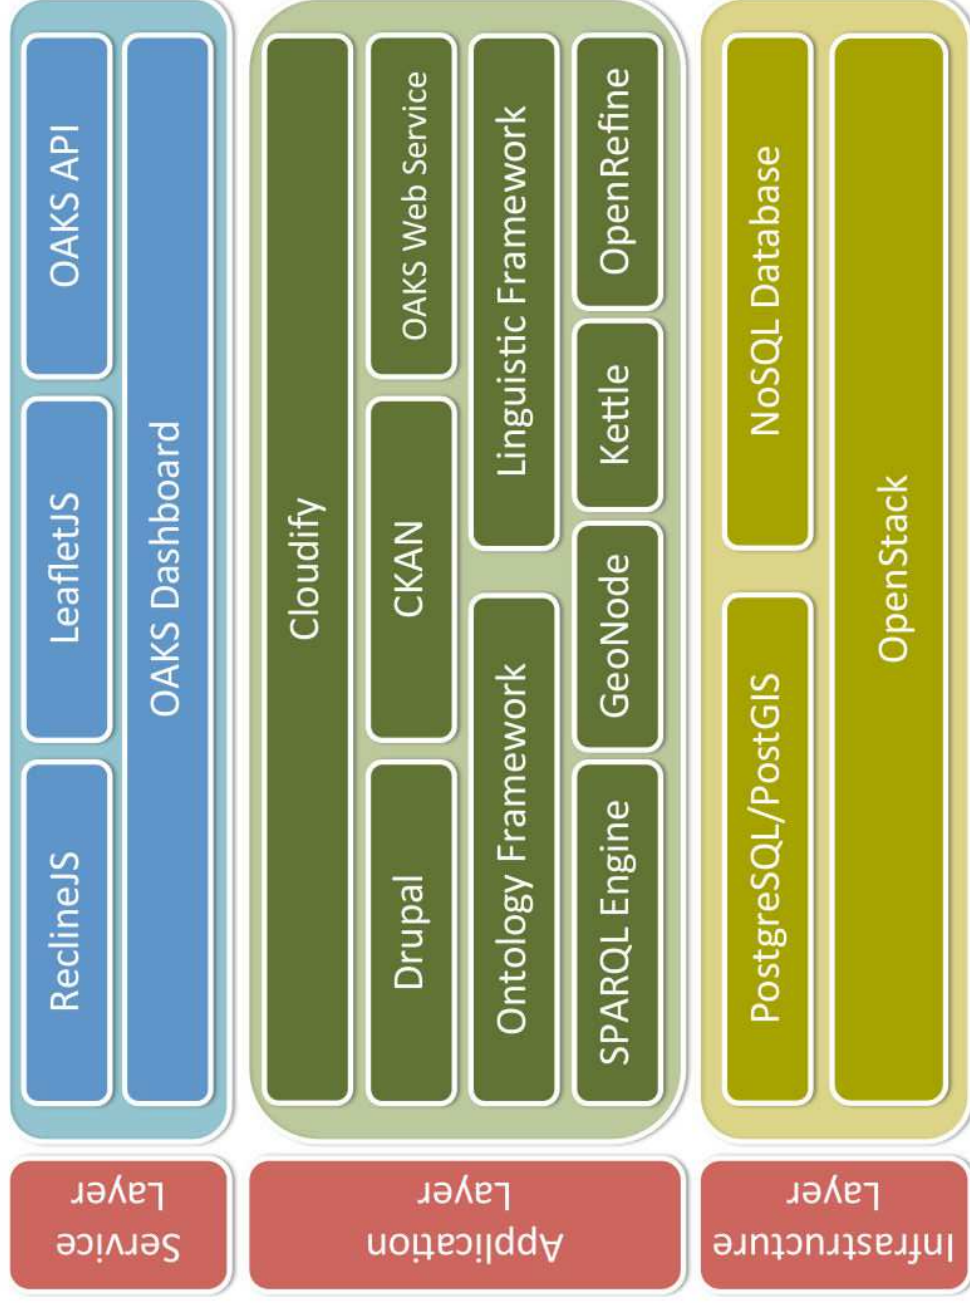 Service
Layer
ReclineJS
LeafletJS
OAKS API
OAKS Dashboard
Application
Layer
Cloudify
Drupal
CKAN
OAKS Web Service
Ontology Framework
Linguistic Framework
SPARQL Engine
GeoNode
Kettle
OpenRefine
Infrastructure
Layer
PostgreSQL/PostGIS
NoSQL Database
OpenStack